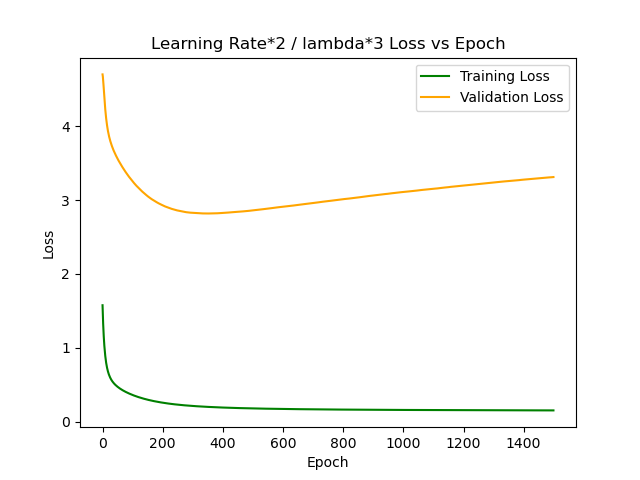 Learning Rate*2 / lambda*3 Loss vs Epoch
Training Loss
Validation Loss
Loss
4
3
2
1
0
0 200 400 600 800 1000 1200 1400
Epoch